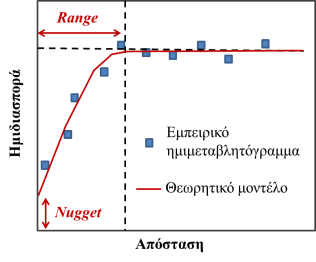 Range
Ημιδιασπορά
Εμπειρικό
ημιμεταβλητόγραμμα
Θεωρητικό μοντέλο
Nugget
Απόσταση